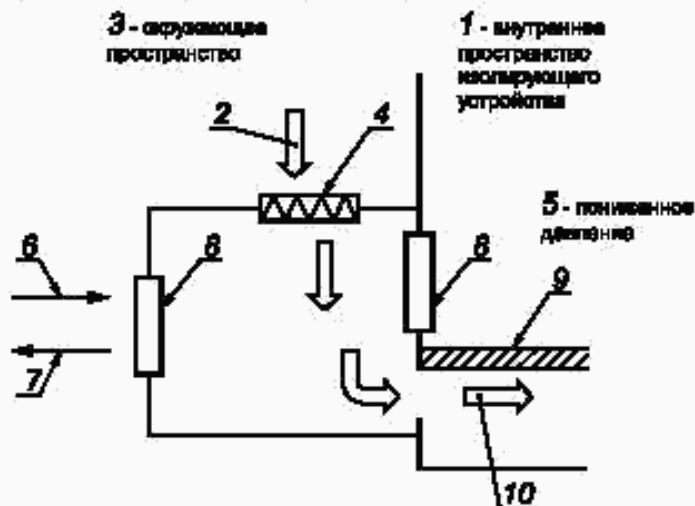 3 - окружающее
пространство
1 - внутреннее
пространство
изолирующего
устройства
2
4
5 - пониженное
давление
6
8
8
9
7
10